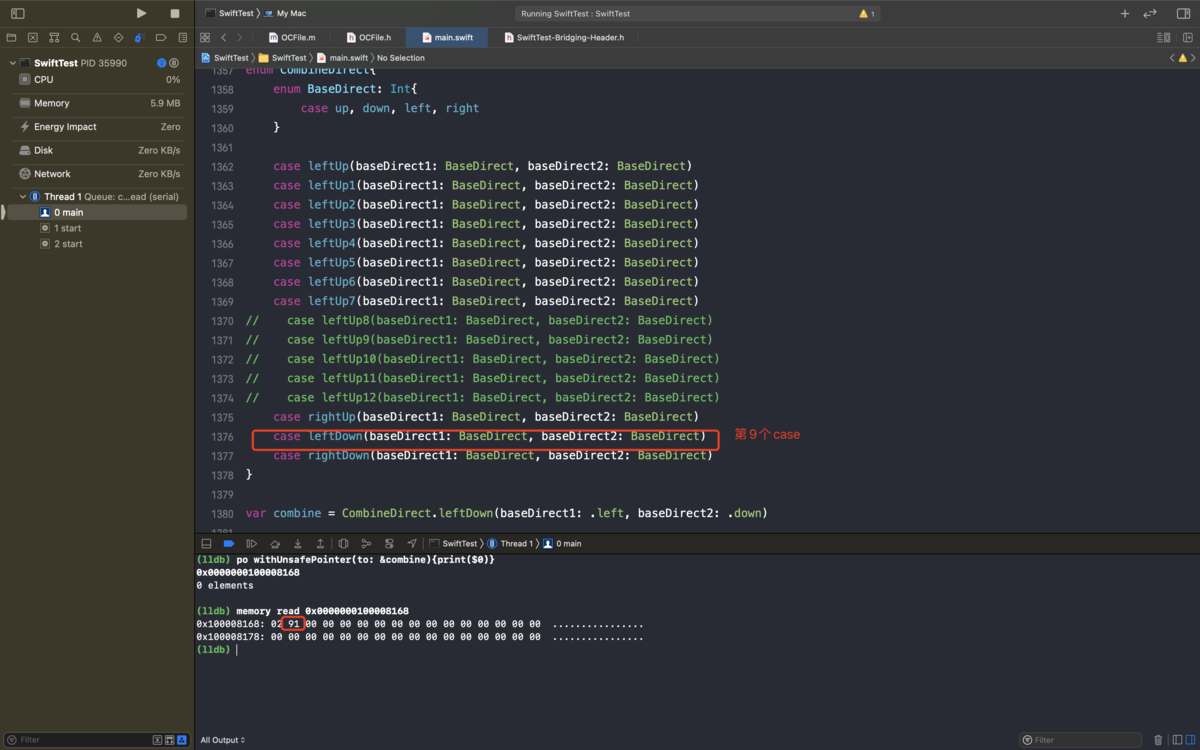 SwiftTest 〉 My Mac
Running SwiftTest : SwiftTest
1
OCFile.m
OCFile.h
main.swift
SwiftTest-Bridging-Header.h
SwiftTest 〉 SwiftTest 〉 main.swift 〉 No Selection
SwiftTest PID 35990
CPU 0%
Memory 5.9 MB
Energy Impact Zero
Disk Zero KB/s
Network Zero KB/s
Thread 1 Queue: c...ead (serial)
0 main
1 start
2 start
1357 enum CombineDirect{
1358 enum BaseDirect: Int{
1359 case up, down, left, right
1360 }
1361
1362 case leftUp(baseDirect1: BaseDirect, baseDirect2: BaseDirect)
1363 case leftUp1(baseDirect1: BaseDirect, baseDirect2: BaseDirect)
1364 case leftUp2(baseDirect1: BaseDirect, baseDirect2: BaseDirect)
1365 case leftUp3(baseDirect1: BaseDirect, baseDirect2: BaseDirect)
1366 case leftUp4(baseDirect1: BaseDirect, baseDirect2: BaseDirect)
1367 case leftUp5(baseDirect1: BaseDirect, baseDirect2: BaseDirect)
1368 case leftUp6(baseDirect1: BaseDirect, baseDirect2: BaseDirect)
1369 case leftUp7(baseDirect1: BaseDirect, baseDirect2: BaseDirect)
1370 // case leftUp8(baseDirect1: BaseDirect, baseDirect2: BaseDirect)
1371 // case leftUp9(baseDirect1: BaseDirect, baseDirect2: BaseDirect)
1372 // case leftUp10(baseDirect1: BaseDirect, baseDirect2: BaseDirect)
1373 // case leftUp11(baseDirect1: BaseDirect, baseDirect2: BaseDirect)
1374 // case leftUp12(baseDirect1: BaseDirect, baseDirect2: BaseDirect)
1375 case rightUp(baseDirect1: BaseDirect, baseDirect2: BaseDirect)
1376 case leftDown(baseDirect1: BaseDirect, baseDirect2: BaseDirect) 第9个case
1377 case rightDown(baseDirect1: BaseDirect, baseDirect2: BaseDirect)
1378 }
1379
1380 var combine = CombineDirect.leftDown(baseDirect1: .left, baseDirect2: .down)
1381
SwiftTest 〉 Thread 1 〉 0 main
(lldb) po withUnsafePointer(to: &combine){print($0)}
0x0000000100008168
0 elements
(lldb) memory read 0x0000000100008168
0x100008168: 02 91 00 00 00 00 00 00 00 00 00 00 00 00 00 00 ................
0x100008178: 00 00 00 00 00 00 00 00 00 00 00 00 00 00 00 00 ................
(lldb)
Filter
All Output
Filter